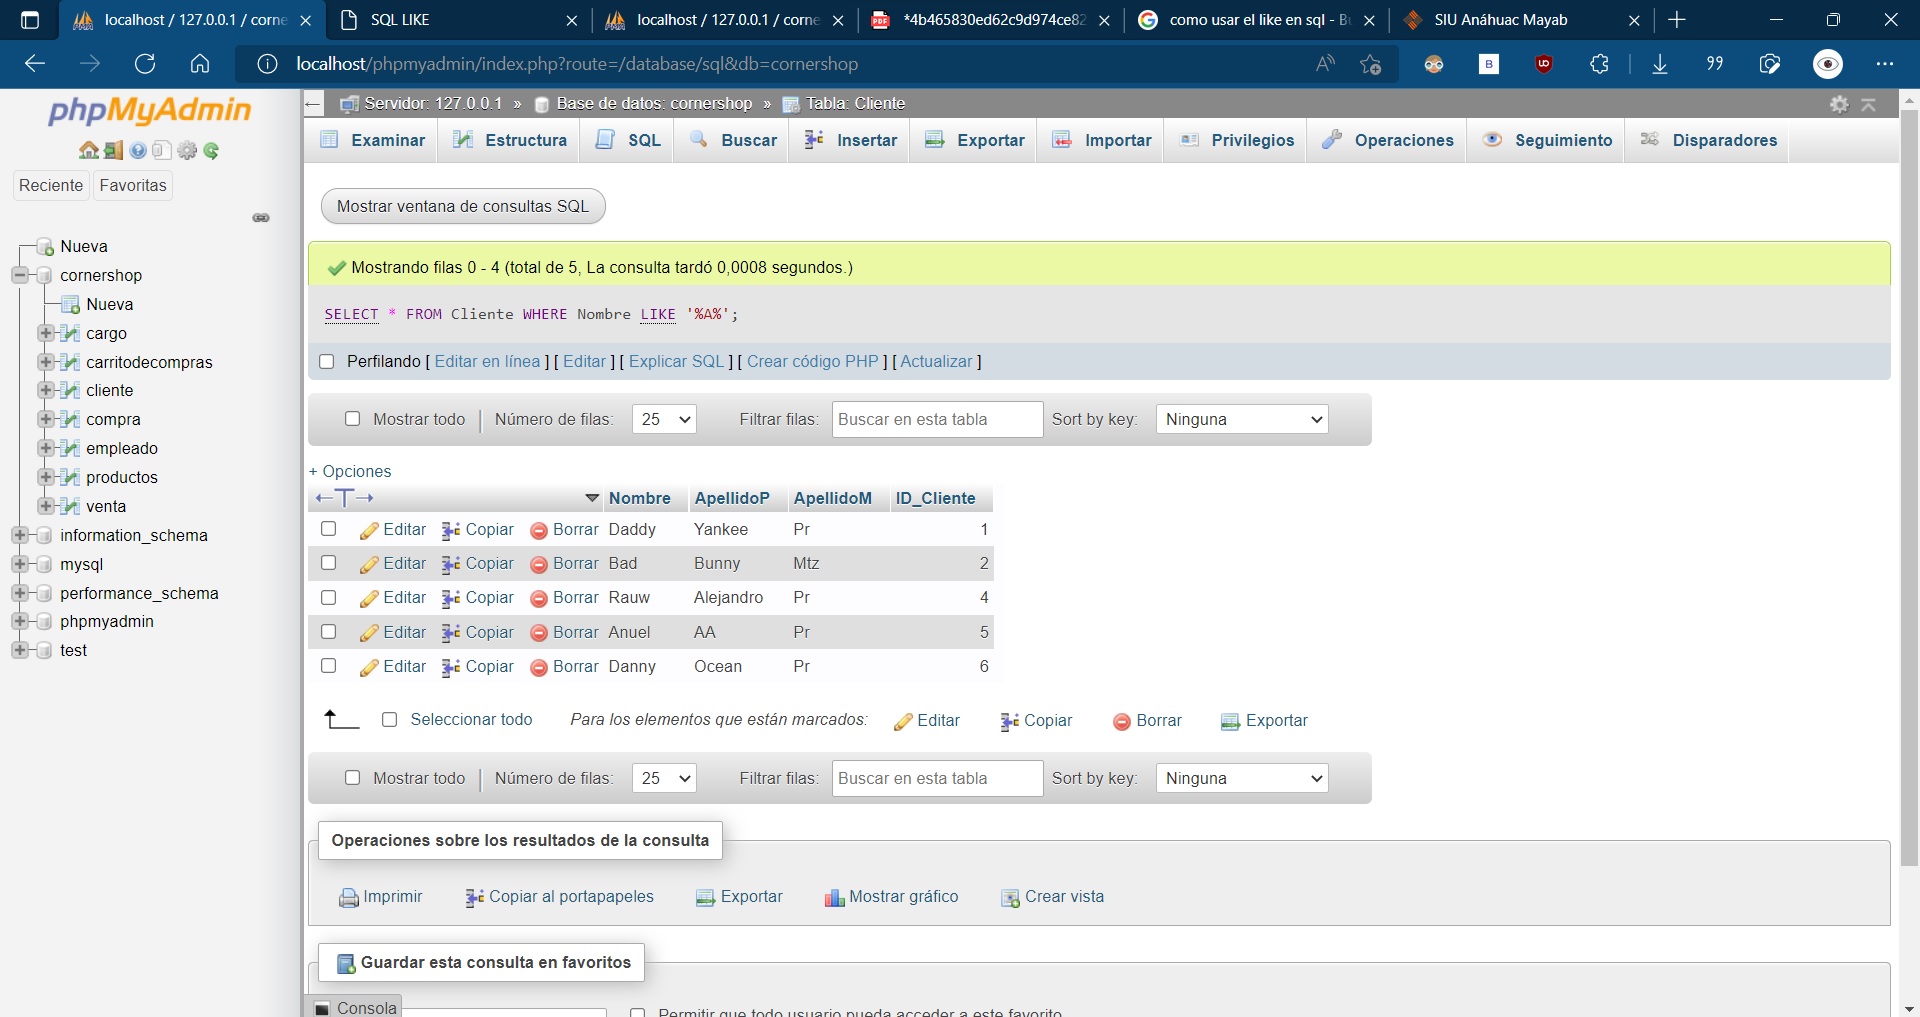 localhost / 127.0.0.1 / corne
SQL LIKE
localhost / 127.0.0.1 / corne
*4b465830ed62c9d974ce82
como usar el like en sql - B
SIU Anáhuac Mayab
localhost/phpmyadmin/index.php?route=/database/sql&db=cornershop
phpMyAdmin
Reciente Favoritas
Nueva
cornershop
Nueva
cargo
carritodecompras
cliente
compra
empleado
productos
venta
information_schema
mysql
performance_schema
phpmyadmin
test
Servidor: 127.0.0.1 » Base de datos: cornershop » Tabla: Cliente
Examinar Estructura SQL Buscar Insertar Exportar Importar Privilegios Operaciones Seguimiento Disparadores
Mostrar ventana de consultas SQL
Mostrando filas 0 - 4 (total de 5, La consulta tardó 0,0008 segundos.)
SELECT * FROM Cliente WHERE Nombre LIKE '%A%';
Perfilando [ Editar en línea ] [ Editar ] [ Explicar SQL ] [ Crear código PHP ] [ Actualizar ]
Mostrar todo Número de filas: 25 Filtrar filas: Buscar en esta tabla Sort by key: Ninguna
+ Opciones
Nombre ApellidoP ApellidoM ID_Cliente
Editar Copiar Borrar Daddy Yankee Pr 1
Editar Copiar Borrar Bad Bunny Mtz 2
Editar Copiar Borrar Rauw Alejandro Pr 4
Editar Copiar Borrar Anuel AA Pr 5
Editar Copiar Borrar Danny Ocean Pr 6
Seleccionar todo Para los elementos que están marcados: Editar Copiar Borrar Exportar
Mostrar todo Número de filas: 25 Filtrar filas: Buscar en esta tabla Sort by key: Ninguna
Operaciones sobre los resultados de la consulta
Imprimir Copiar al portapapeles Exportar Mostrar gráfico Crear vista
Guardar esta consulta en favoritos
Consola
Permitir que todo usuario pueda acceder a este favorito